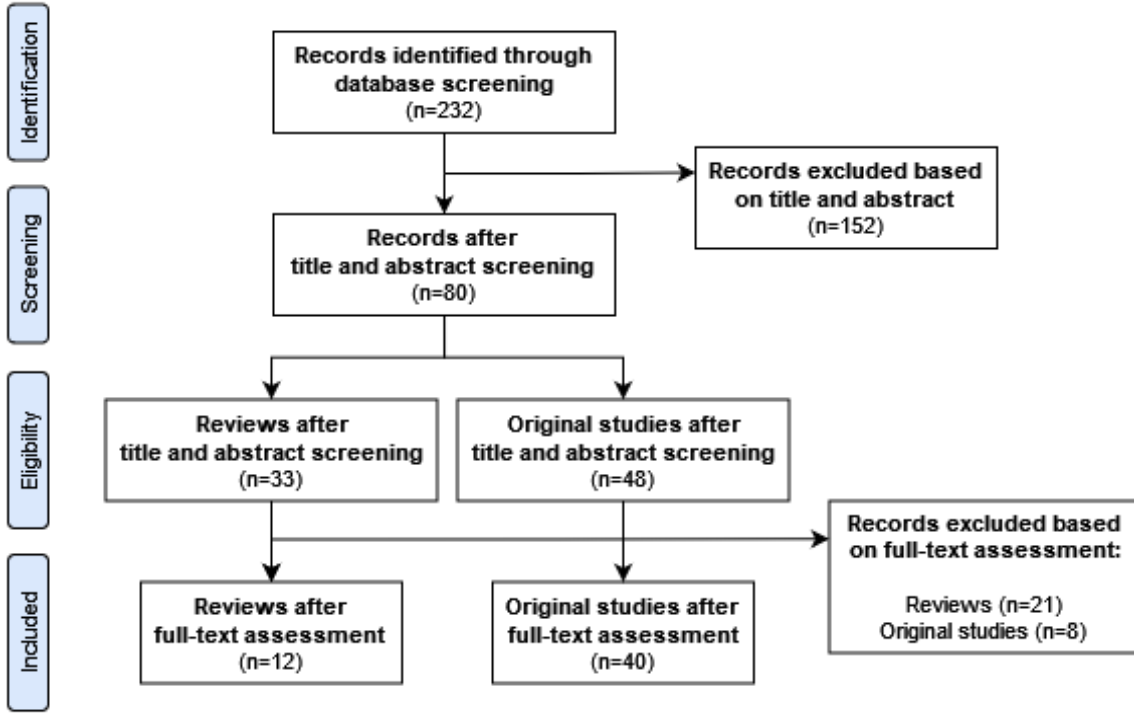 Identification
Records identified through
database screening
(n=232)
Records excluded based
on title and abstract
(n=152)
Screening
Records after
title and abstract screening
(n=80)
Eligibility
Reviews after
title and abstract screening
(n=33)
Original studies after
title and abstract screening
(n=48)
Records excluded based
on full-text assessment:
Reviews (n=21)
Original studies (n=8)
Included
Reviews after
full-text assessment
(n=12)
Original studies after
full-text assessment
(n=40)